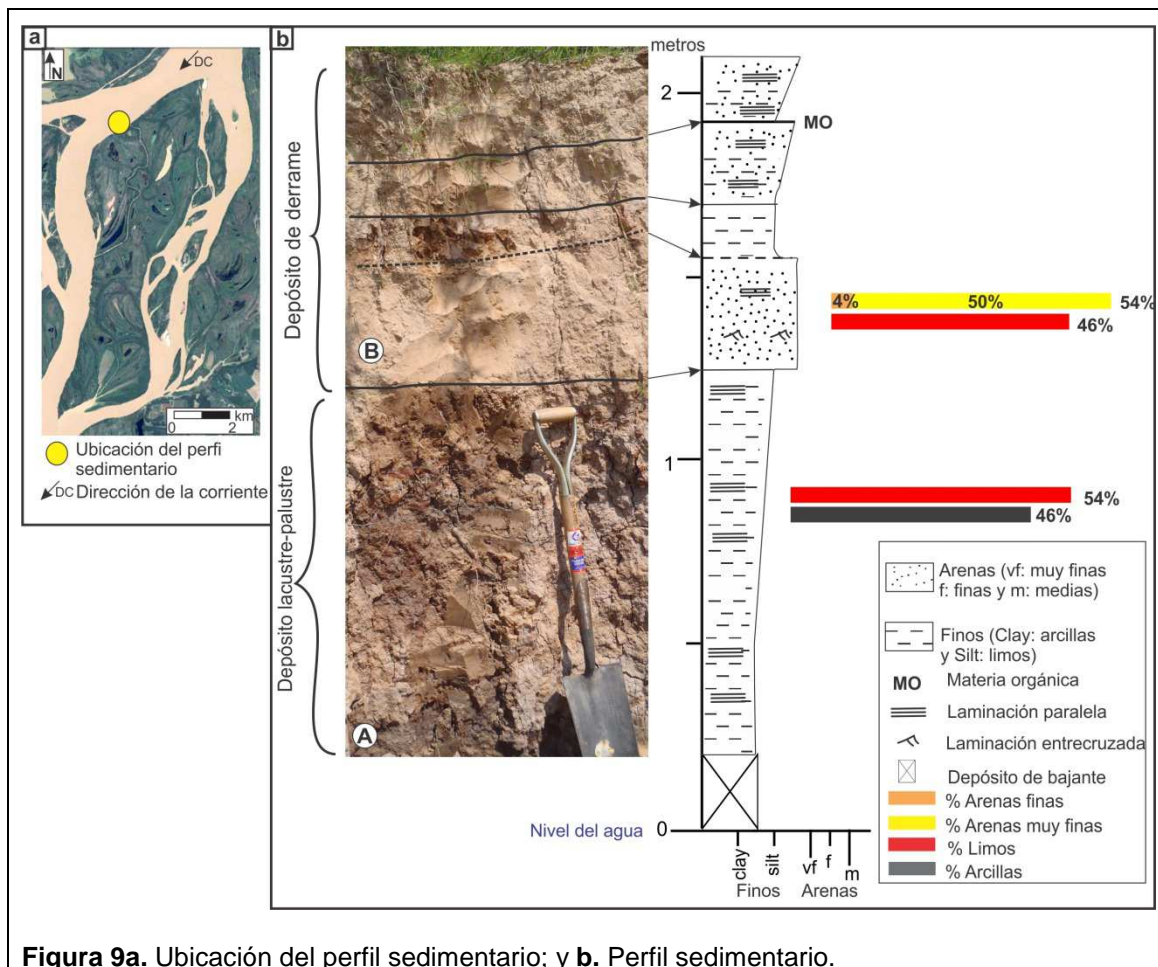 a
N
DC
0
2
km
Ubicación del perfi
sedimentario
DC Dirección de la corriente
b
Depósito de derrame
Depósito lacustre-palustre
B
A
metros
2
MO
1
Nivel del agua
0
clay
silt
vf
f
m
Finos
Arenas
4%
50%
54%
46%
54%
46%
Arenas (vf: muy finas
f: finas y m: medias)
Finos (Clay: arcillas
y Silt: limos)
MO Materia orgánica
Laminación paralela
Laminación entrecruzada
Depósito de bajante
% Arenas finas
% Arenas muy finas
% Limos
% Arcillas
Figura 9a. Ubicación del perfil sedimentario; y b. Perfil sedimentario.